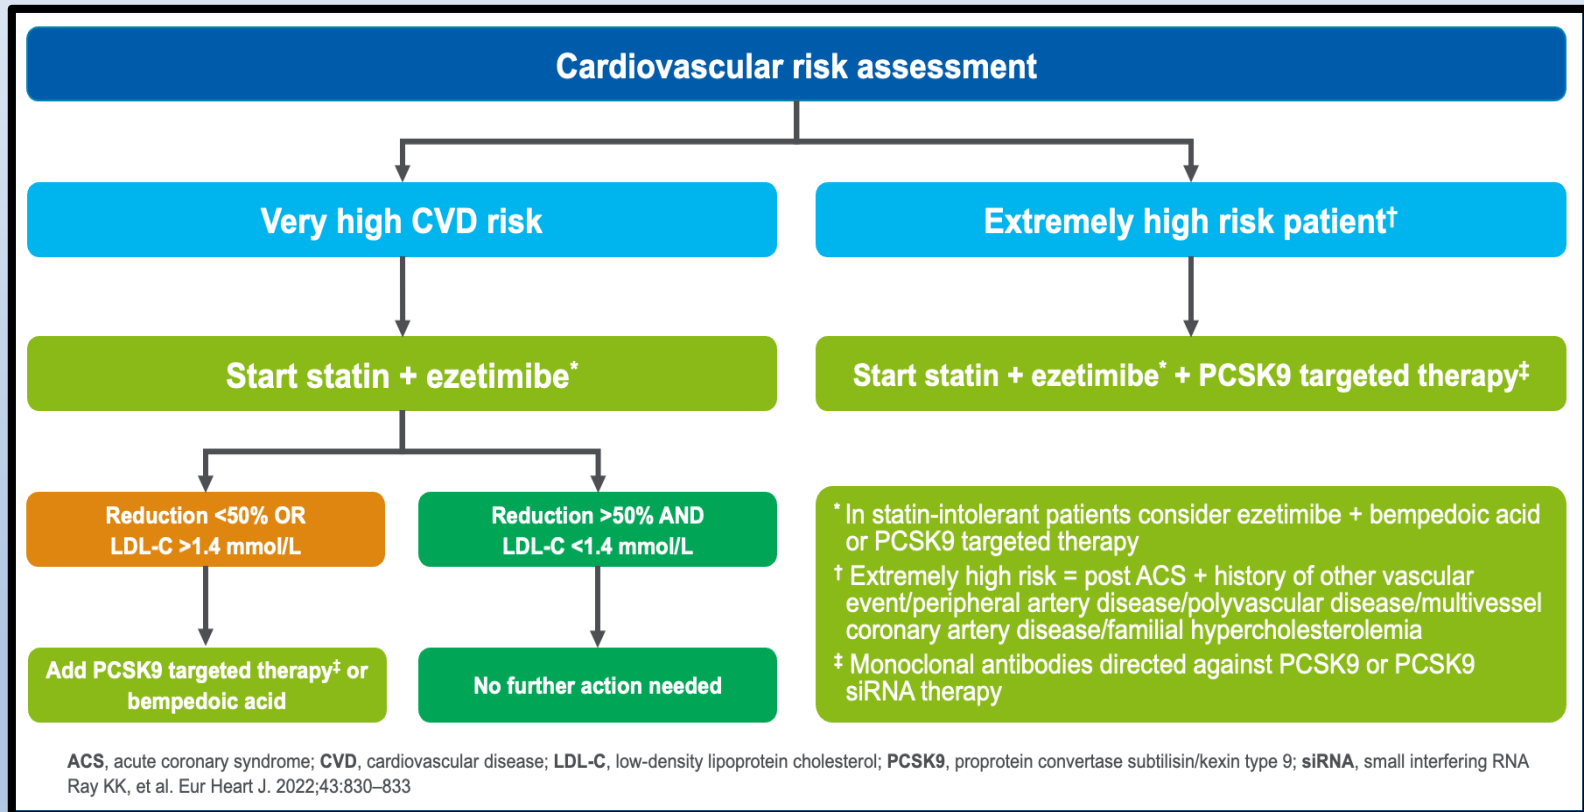 Cardiovascular risk assessment
Very high CVD risk
Extremely high risk patient†
Start statin + ezetimibe*
Start statin + ezetimibe* + PCSK9 targeted therapy‡
Reduction <50% OR
LDL-C >1.4 mmol/L
Reduction >50% AND
LDL-C <1.4 mmol/L
Add PCSK9 targeted therapy‡ or
bempedoic acid
No further action needed
* In statin-intolerant patients consider ezetimibe + bempedoic acid
or PCSK9 targeted therapy
† Extremely high risk = post ACS + history of other vascular
event/peripheral artery disease/polyvascular disease/multivessel
coronary artery disease/familial hypercholesterolemia
‡ Monoclonal antibodies directed against PCSK9 or PCSK9
siRNA therapy
ACS, acute coronary syndrome; CVD, cardiovascular disease; LDL-C, low-density lipoprotein cholesterol; PCSK9, proprotein convertase subtilisin/kexin type 9; siRNA, small interfering RNA
Ray KK, et al. Eur Heart J. 2022;43:830–833